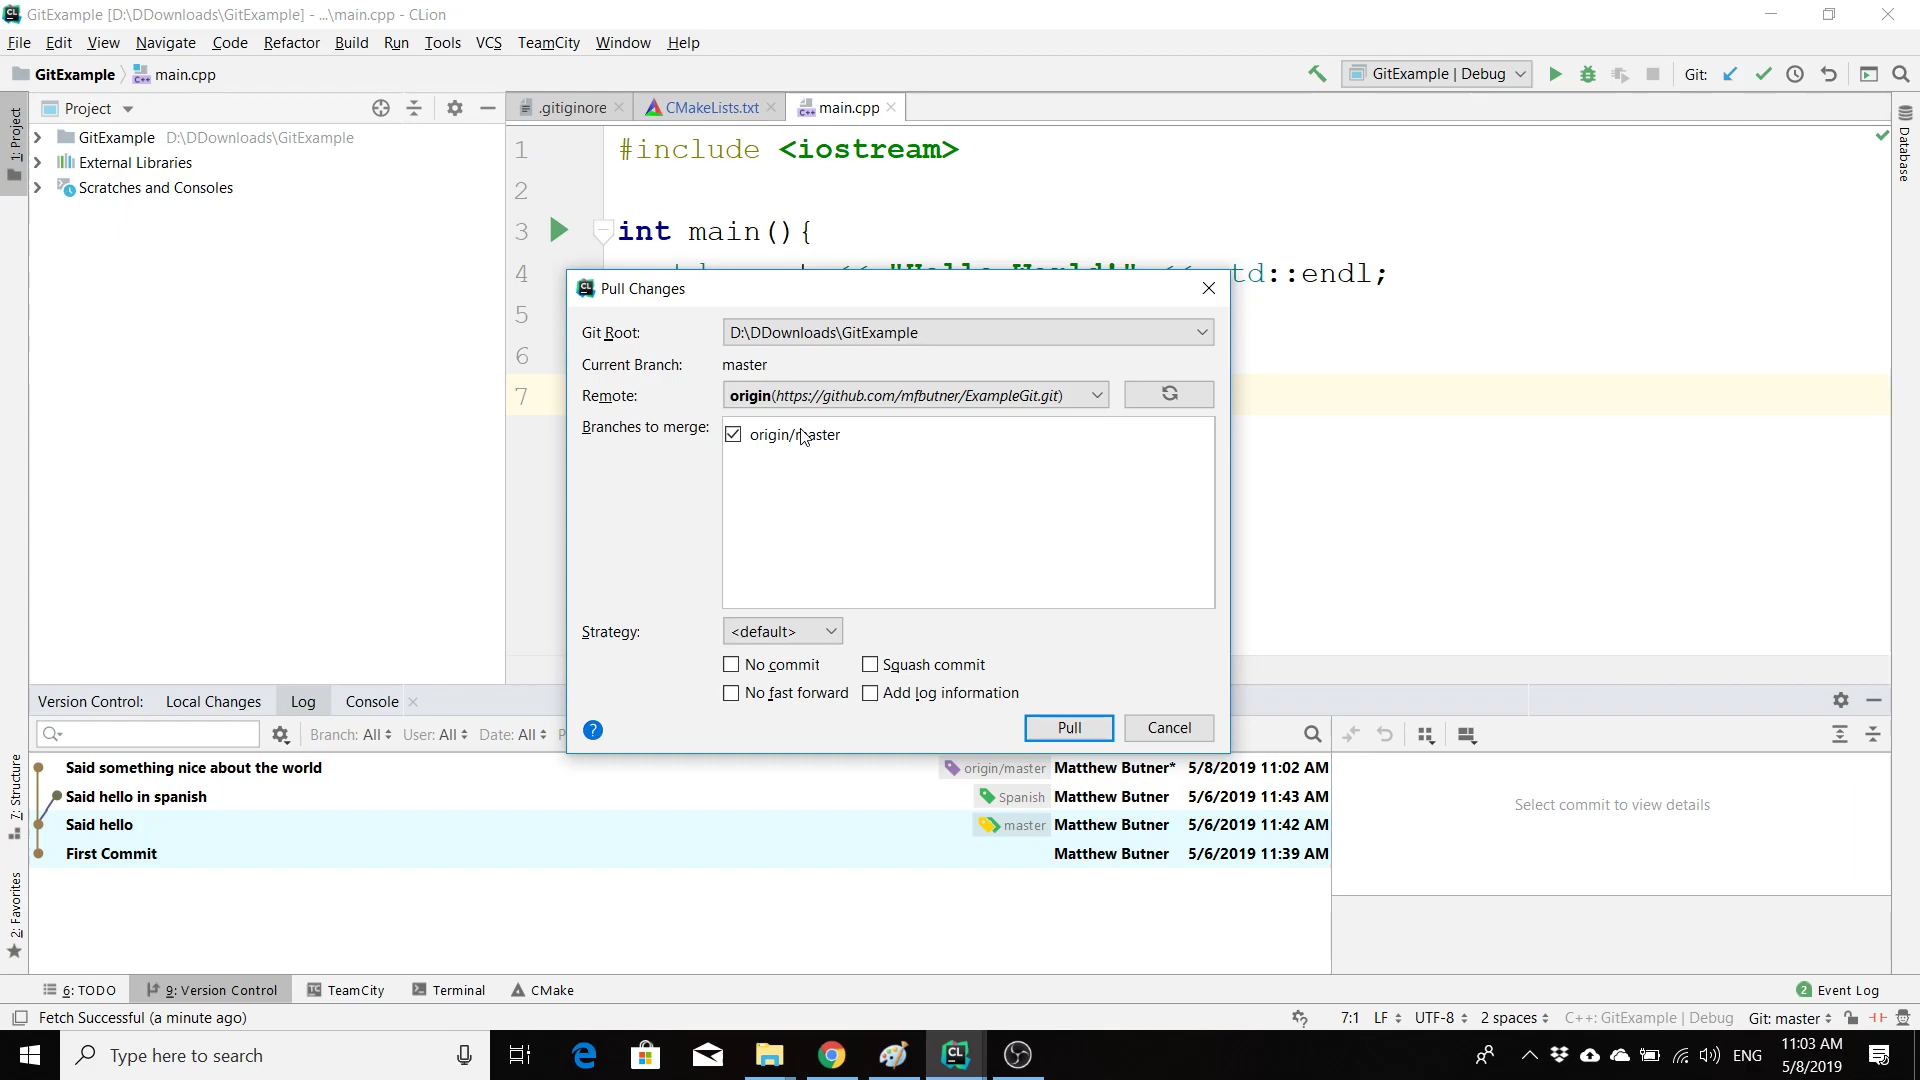 GitExample [D:\DDownloads\GitExample] - ...\main.cpp - CLion
File Edit View Navigate Code Refactor Build Run Tools VCS TeamCity Window Help
GitExample main.cpp
GitExample | Debug Git:
1: Project
Project
.gitiginore CMakeLists.txt main.cpp
Database
GitExample D:\DDownloads\GitExample
External Libraries
Scratches and Consoles
1 #include <iostream>
2
3 int main(){
4 "Hello World!" << std::endl;
5
6
7
Pull Changes
Git Root: D:\DDownloads\GitExample
Current Branch: master
Remote: origin(https://github.com/mfbutner/ExampleGit.git)
Branches to merge: origin/master
Strategy: <default>
No commit Squash commit
No fast forward Add log information
? Pull Cancel
Version Control: Local Changes Log Console
Branch: All User: All Date: All P
Said something nice about the world origin/master Matthew Butner* 5/8/2019 11:02 AM
Said hello in spanish Spanish Matthew Butner 5/6/2019 11:43 AM
Said hello master Matthew Butner 5/6/2019 11:42 AM
First Commit Matthew Butner 5/6/2019 11:39 AM
Select commit to view details
7: Structure
2: Favorites
6: TODO 9: Version Control TeamCity Terminal CMake 2 Event Log
Fetch Successful (a minute ago) 7:1 LF UTF-8 2 spaces C++: GitExample | Debug Git: master
Type here to search ENG 11:03 AM
5/8/2019